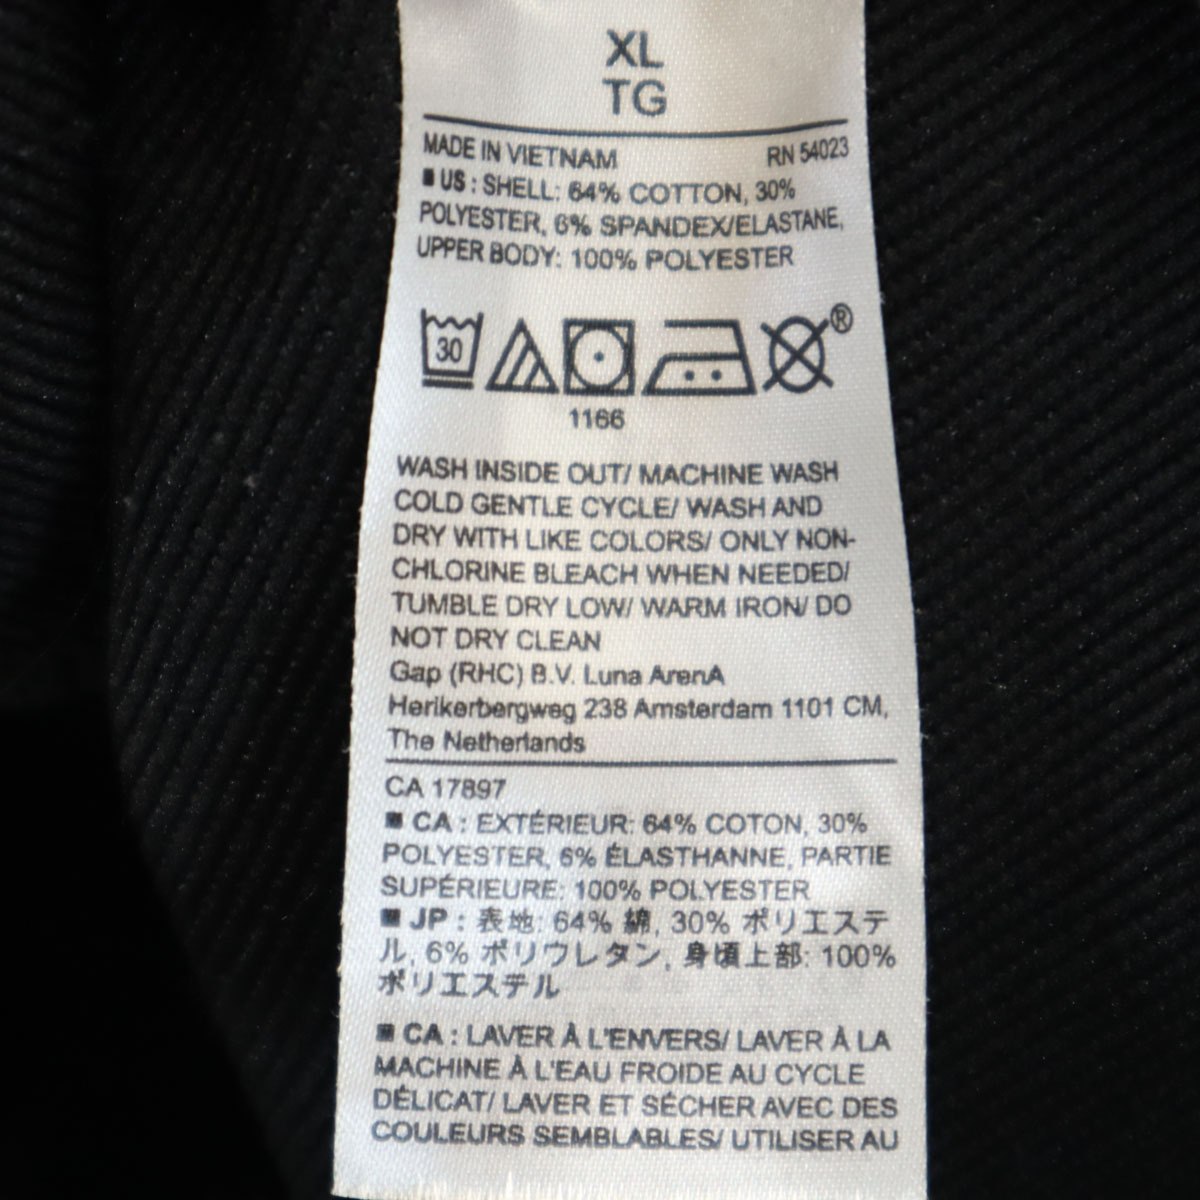 XL
TG
MADE IN VIETNAM RN 54023
■ US : SHELL: 64% COTTON, 30%
POLYESTER, 6% SPANDEX/ELASTANE,
UPPER BODY: 100% POLYESTER
30 ®
1166
WASH INSIDE OUT/ MACHINE WASH
COLD GENTLE CYCLE/ WASH AND
DRY WITH LIKE COLORS/ ONLY NON-
CHLORINE BLEACH WHEN NEEDED/
TUMBLE DRY LOW/ WARM IRON/ DO
NOT DRY CLEAN
Gap (RHC) B.V. Luna ArenA
Herikerbergweg 238 Amsterdam 1101 CM,
The Netherlands
CA 17897
■ CA : EXTÉRIEUR: 64% COTON, 30%
POLYESTER, 6% ÉLASTHANNE, PARTIE
SUPÉRIEURE: 100% POLYESTER
■ JP : 表地: 64% 綿, 30% ポリエステ
ル, 6% ポリウレタン, 身頃上部: 100%
ポリエステル
■ CA : LAVER À L'ENVERS/ LAVER À LA
MACHINE À L'EAU FROIDE AU CYCLE
DÉLICAT/ LAVER ET SÉCHER AVEC DES
COULEURS SEMBLABLES/ UTILISER AU